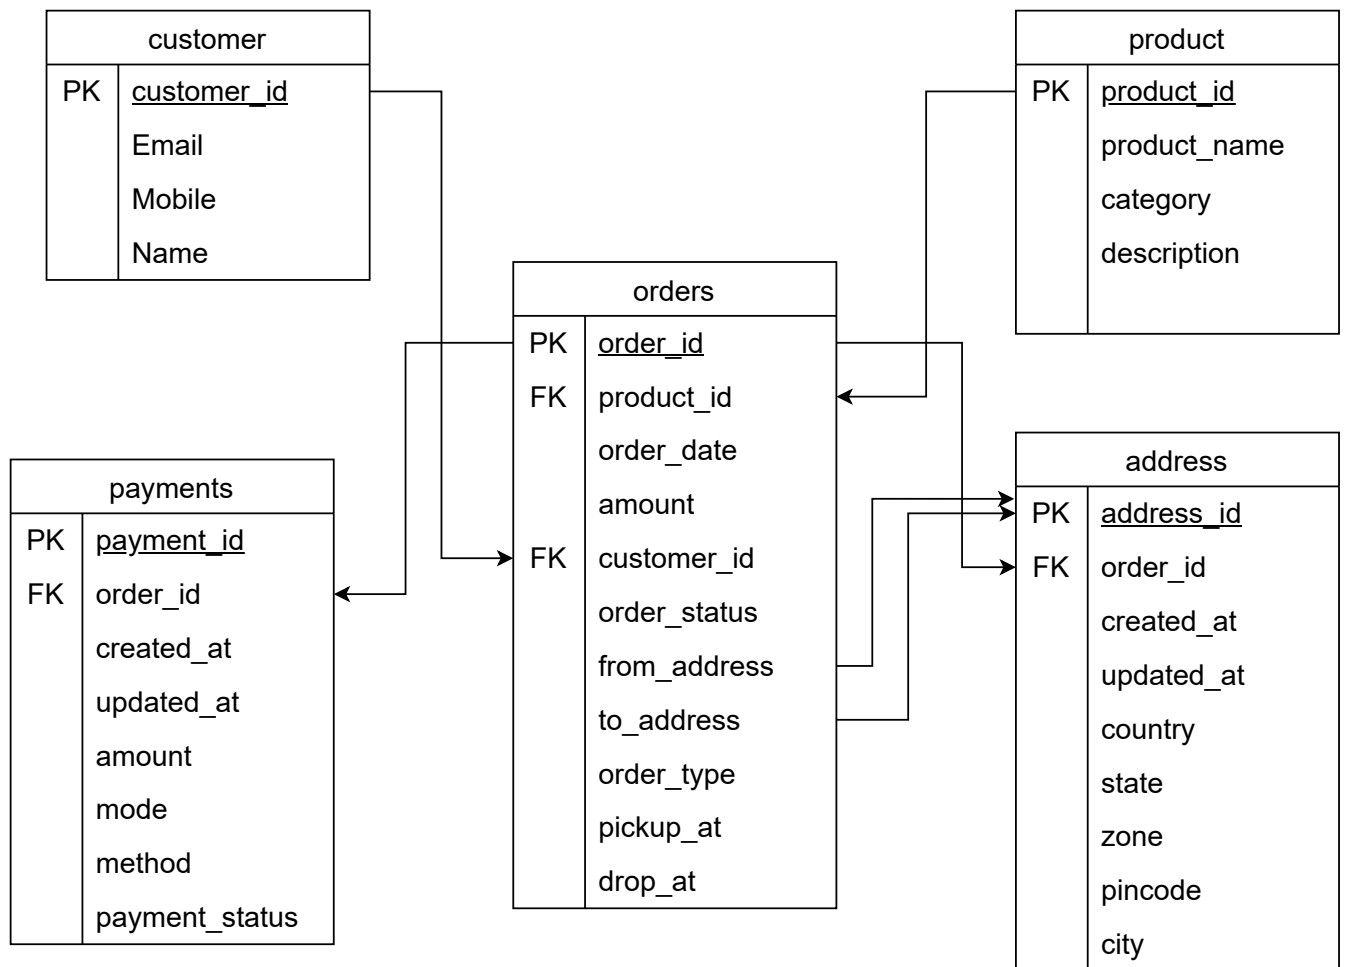 customer
PK customer_id
Email
Mobile
Name
product
PK product_id
product_name
category
description
orders
PK order_id
FK product_id
order_date
amount
FK customer_id
order_status
from_address
to_address
order_type
pickup_at
drop_at
payments
PK payment_id
FK order_id
created_at
updated_at
amount
mode
method
payment_status
address
PK address_id
FK order_id
created_at
updated_at
country
state
zone
pincode
city